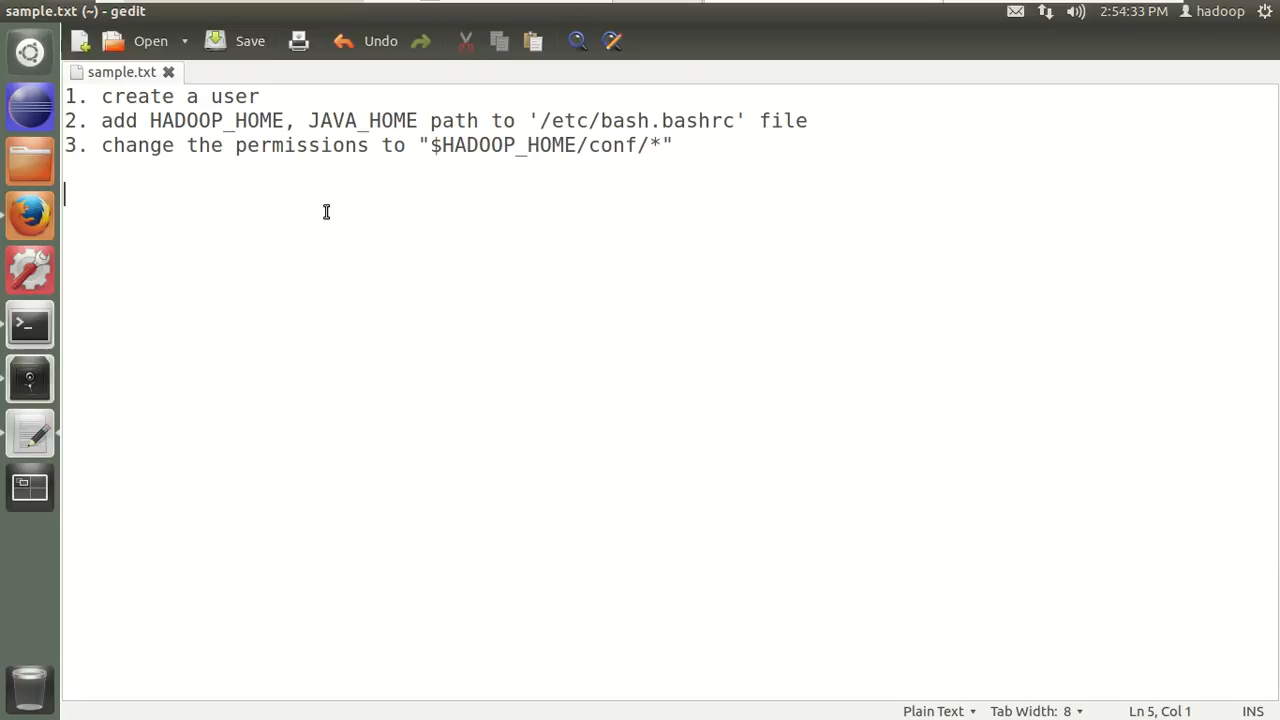 sample.txt (~) - gedit
2:54:33 PM hadoop
Open Save Undo
sample.txt
1. create a user
2. add HADOOP_HOME, JAVA_HOME path to '/etc/bash.bashrc' file
3. change the permissions to "$HADOOP_HOME/conf/*"
Plain Text Tab Width: 8 Ln 5, Col 1 INS